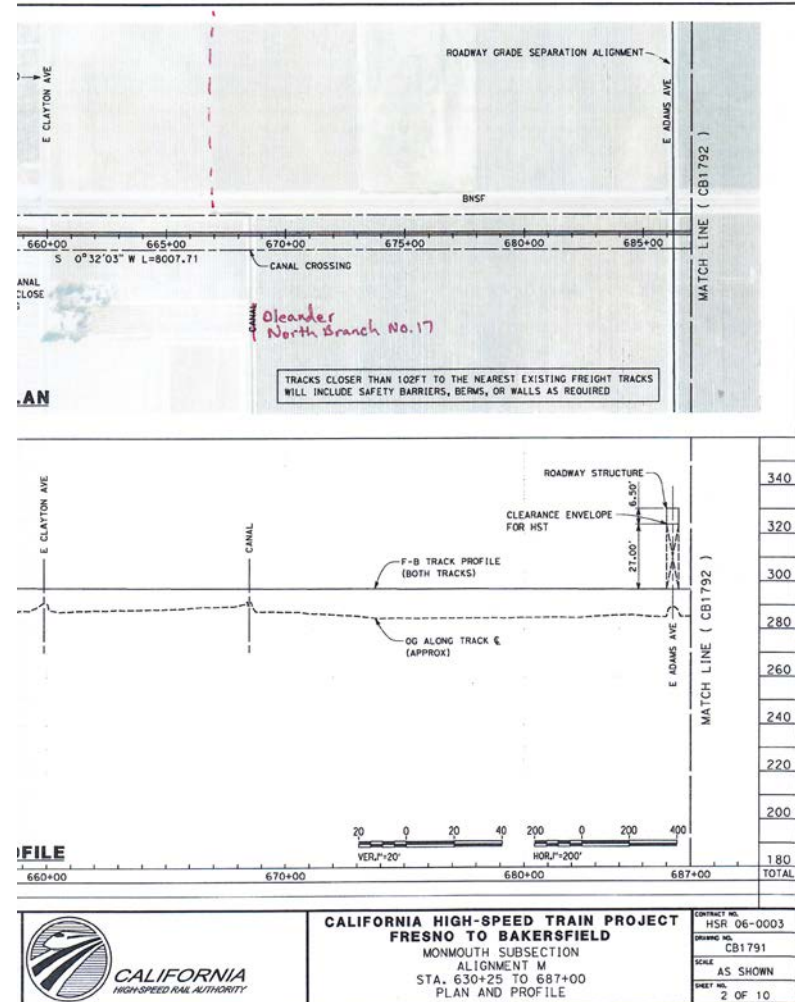 ROADWAY GRADE SEPARATION ALIGNMENT
E CLAYTON AVE
E ADAMS AVE
MATCH LINE ( CB1792 )
BNSF
660+00 665+00 670+00 675+00 680+00 685+00
S 0°32'03" W L=8007.71
CANAL CROSSING
ANAL
CLOSE
CANAL
Oleander
North Branch No. 17
TRACKS CLOSER THAN 102FT TO THE NEAREST EXISTING FREIGHT TRACKS
WILL INCLUDE SAFETY BARRIERS, BERMS, OR WALLS AS REQUIRED
AN
ROADWAY STRUCTURE
6.50'
CLEARANCE ENVELOPE
FOR HST
27.00'
E CLAYTON AVE
CANAL
F-B TRACK PROFILE
(BOTH TRACKS)
OG ALONG TRACK ℄
(APPROX)
E ADAMS AVE
MATCH LINE ( CB1792 )
340
320
300
280
260
240
220
200
180
TOTAL
20 0 20 40
VER.1"=20'
200 0 200 400
HOR.1"=200'
FILE
660+00 670+00 680+00 687+00
CALIFORNIA
HIGH-SPEED RAIL AUTHORITY
CALIFORNIA HIGH-SPEED TRAIN PROJECT
FRESNO TO BAKERSFIELD
MONMOUTH SUBSECTION
ALIGNMENT M
STA. 630+25 TO 687+00
PLAN AND PROFILE
CONTRACT NO.
HSR 06-0003
DRAWING NO.
CB1791
SCALE
AS SHOWN
SHEET NO.
2 OF 10